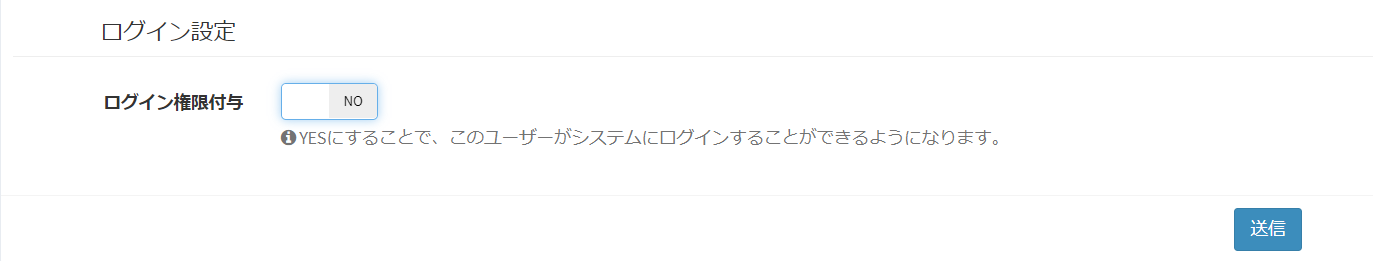 ログイン設定
ログイン権限付与 NO
YESにすることで、このユーザーがシステムにログインすることができるようになります。
送信